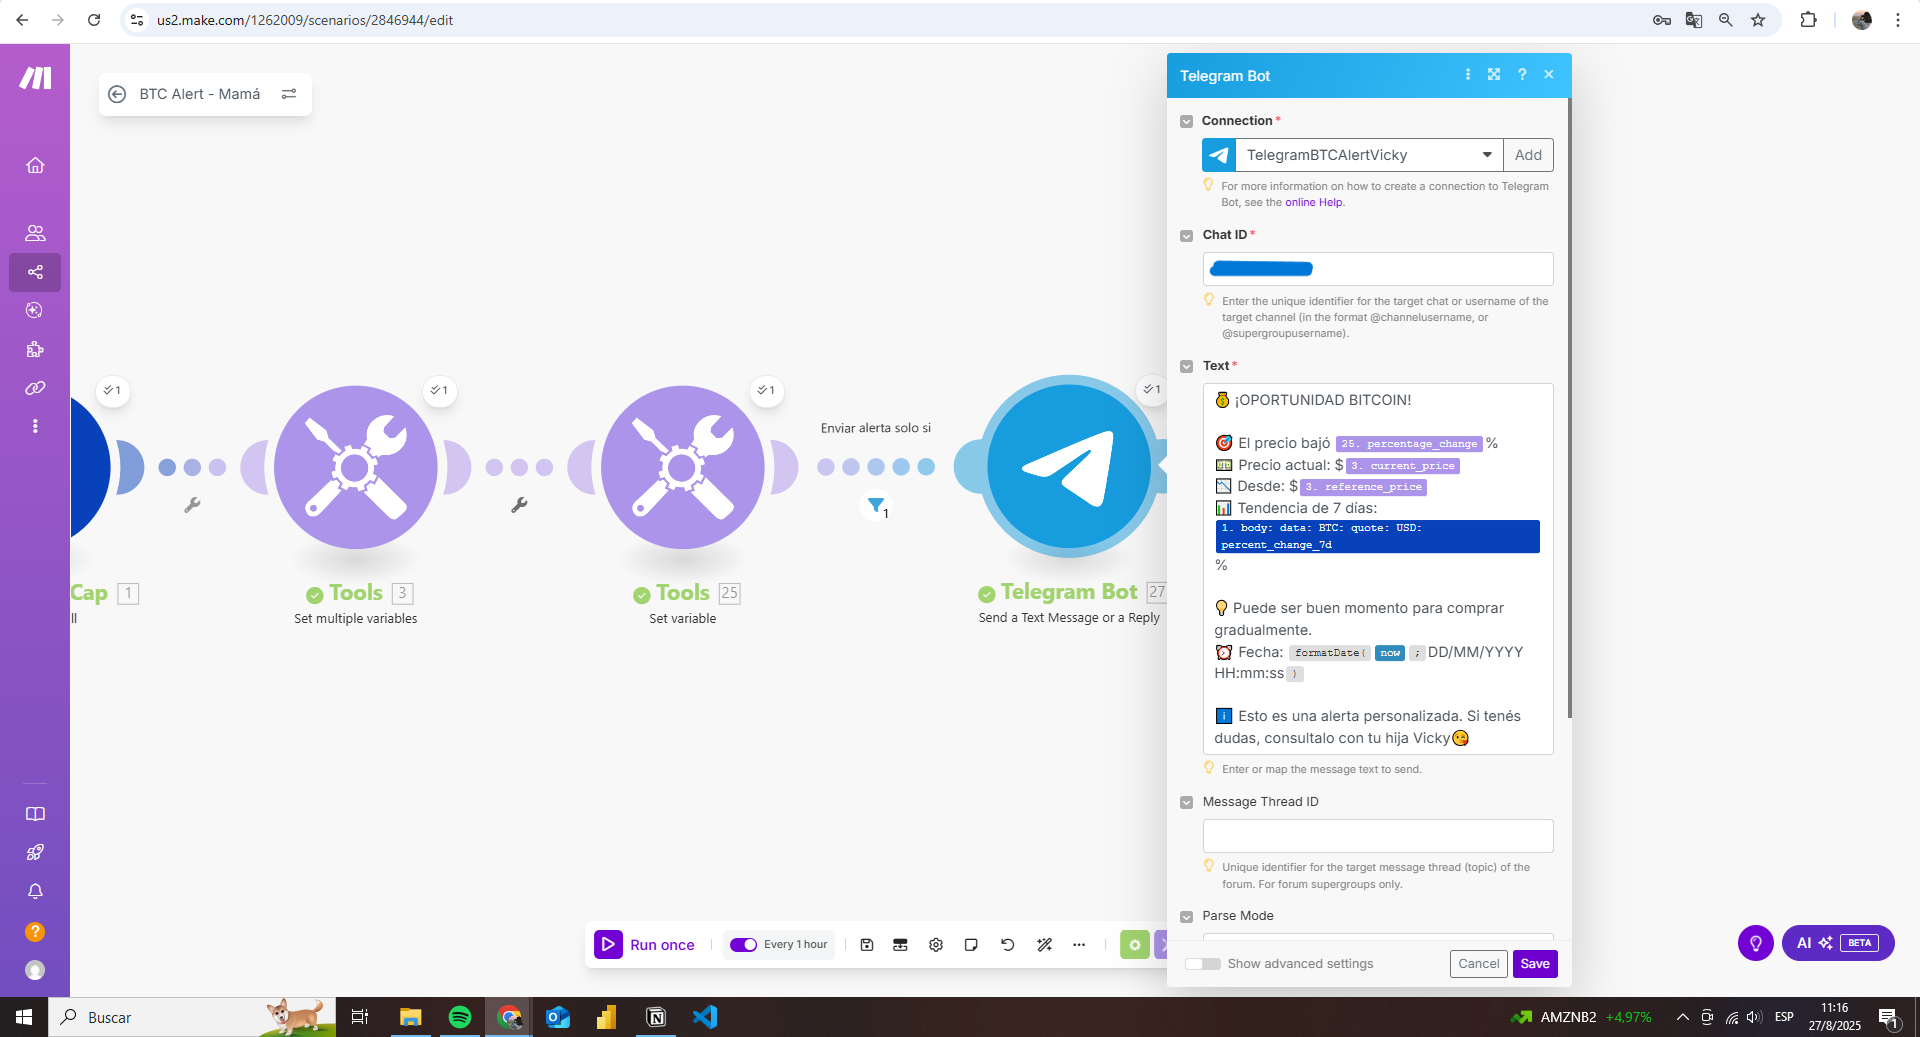 us2.make.com/1262009/scenarios/2846944/edit
BTC Alert - Mamá
Telegram Bot
Connection *
TelegramBTCAlertVicky
Add
For more information on how to create a connection to Telegram
Bot, see the online Help.
Chat ID *
Enter the unique identifier for the target chat or username of the
target channel (in the format @channelusername, or
@supergroupusername).
Text *
💰 ¡OPORTUNIDAD BITCOIN!
🎯 El precio bajó 25. percentage_change %
💵 Precio actual: $ 3. current_price
📉 Desde: $ 3. reference_price
📊 Tendencia de 7 días:
1. body: data: BTC: quote: USD:
percent_change_7d
%
💡 Puede ser buen momento para comprar
gradualmente.
⏰ Fecha: formatDate( now ; DD/MM/YYYY
HH:mm:ss )
ℹ️ Esto es una alerta personalizada. Si tenés
dudas, consultalo con tu hija Vicky😘
Enter or map the message text to send.
Message Thread ID
Unique identifier for the target message thread (topic) of the
forum. For forum supergroups only.
Parse Mode
Show advanced settings
Cancel
Save
1
1
1
1
Enviar alerta solo si
1
Cap 1
ll
Tools 3
Set multiple variables
Tools 25
Set variable
Telegram Bot 27
Send a Text Message or a Reply
Run once
Every 1 hour
?
AI BETA
Buscar
AMZNB2 +4,97%
ESP
11:16
27/8/2025
1